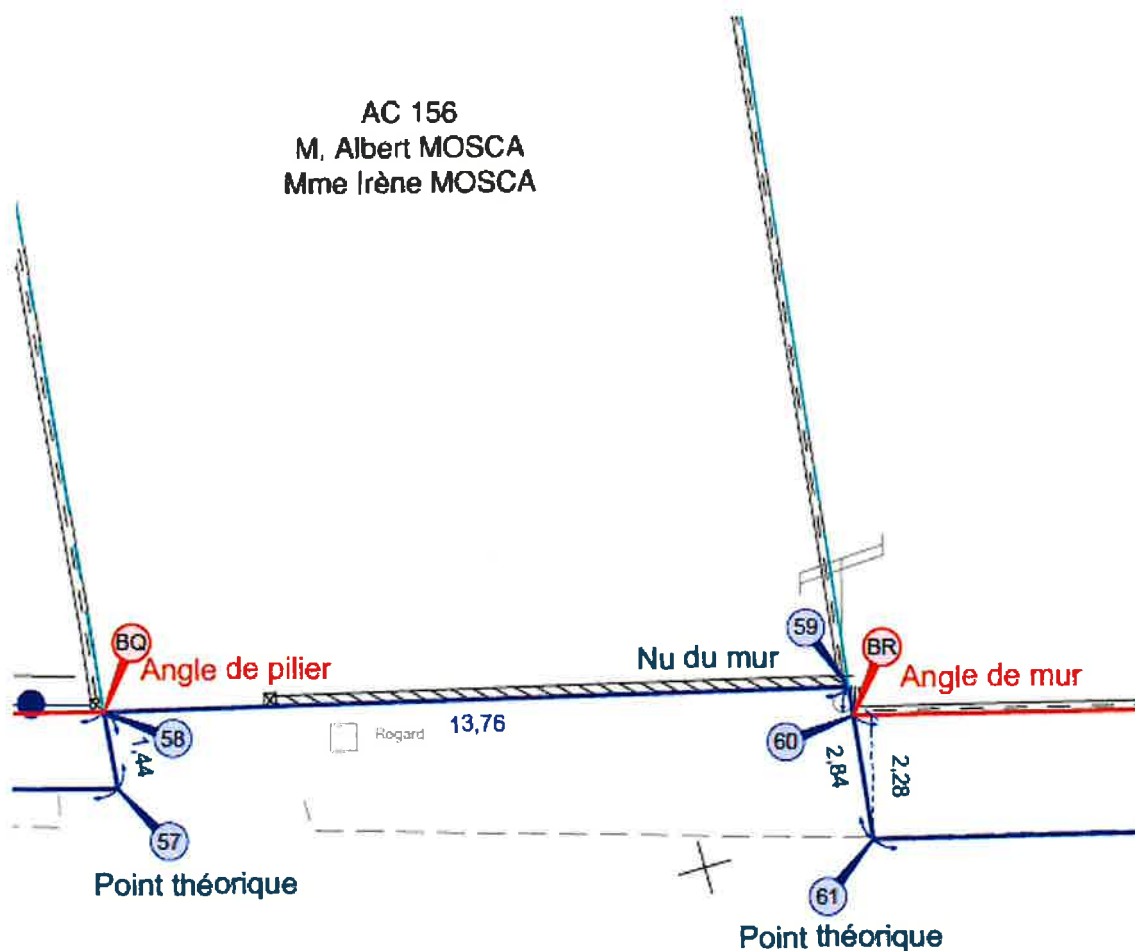 AC 156
M. Albert MOSCA
Mme Irène MOSCA
59
BQ
BR
Angle de pilier
Nu du mur
Angle de mur
58
Regard
13,76
60
1,44
2,84
2,28
57
Point théorique
61
Point théorique